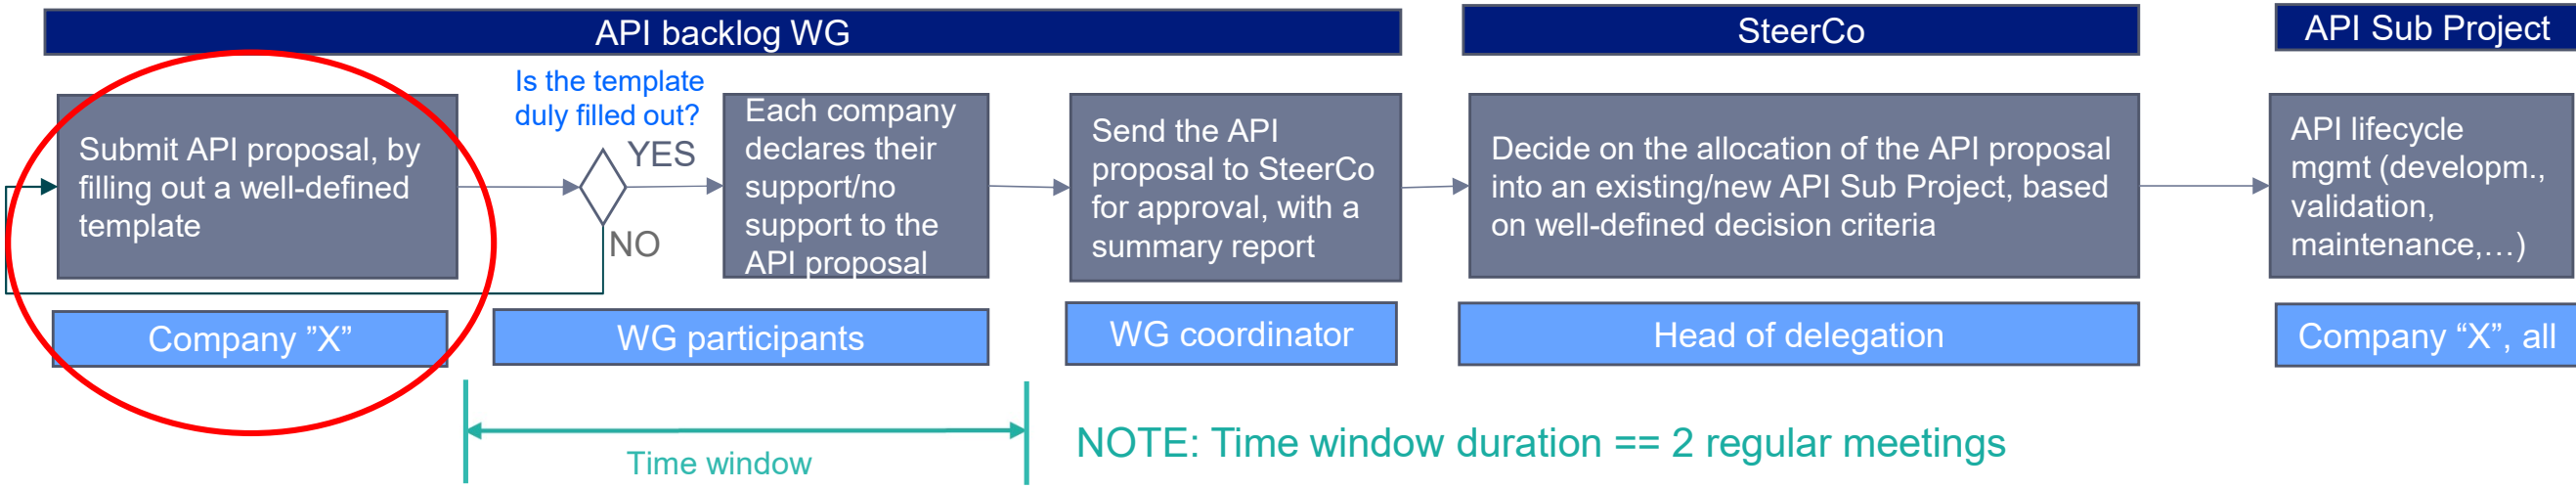 API backlog WG
SteerCo
API Sub Project
Is the template
duly filled out?
Submit API proposal, by
filling out a well-defined
template
YES
NO
Each company
declares their
support/no
support to the
API proposal
Send the API
proposal to SteerCo
for approval, with a
summary report
Decide on the allocation of the API proposal
into an existing/new API Sub Project, based
on well-defined decision criteria
API lifecycle
mgmt (developm.,
validation,
maintenance,…)
Company ”X”
WG participants
WG coordinator
Head of delegation
Company “X”, all
Time window
NOTE: Time window duration == 2 regular meetings